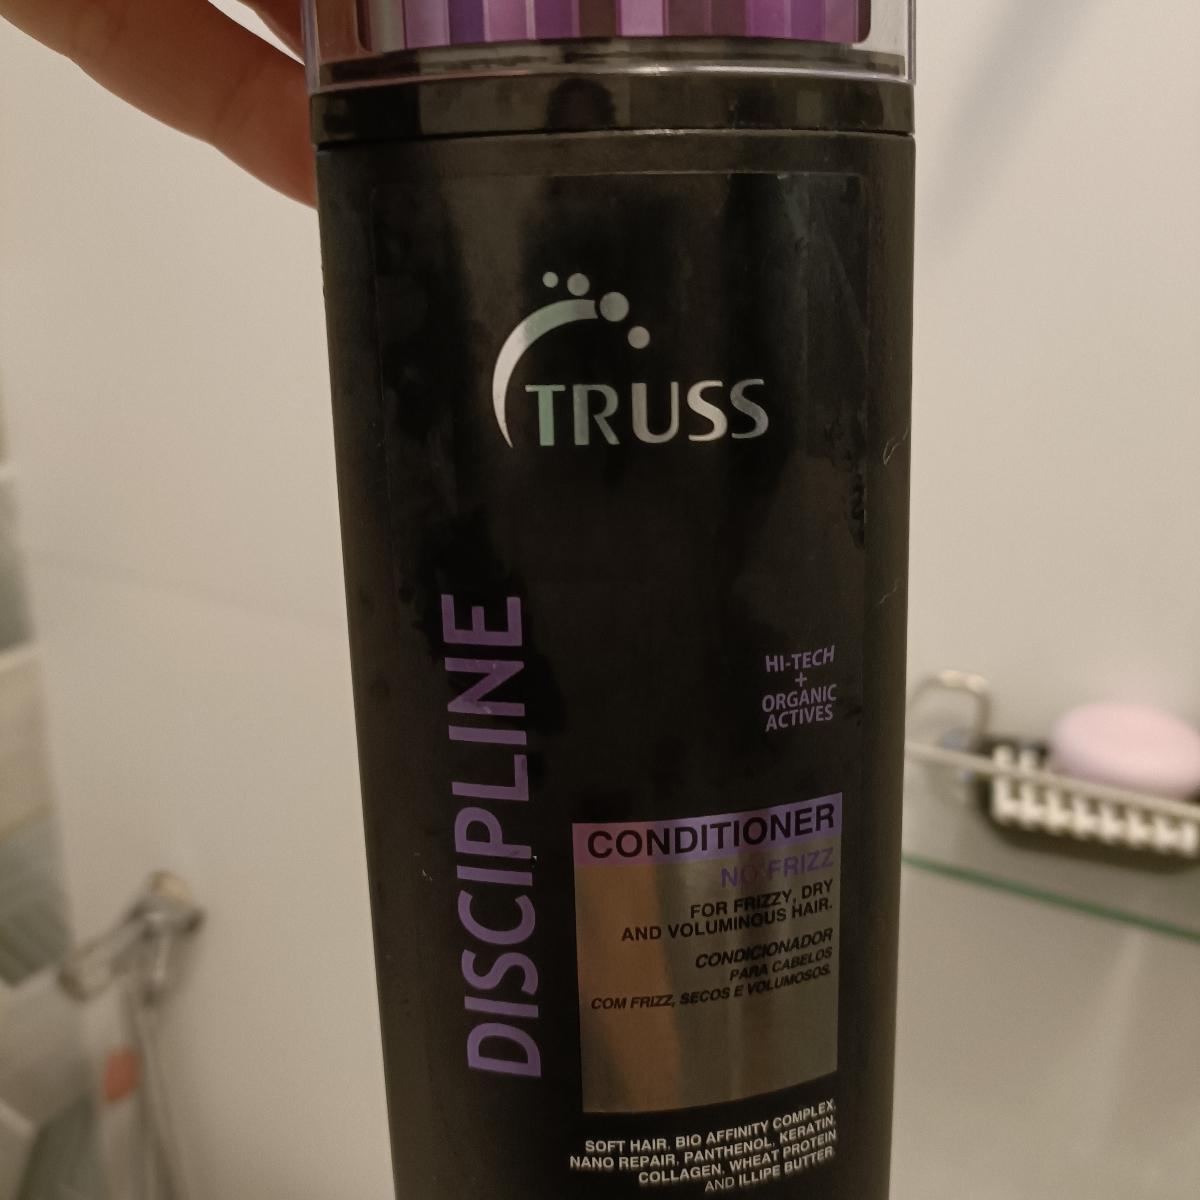 TRUSS
DISCIPLINE
HI-TECH
+
ORGANIC
ACTIVES
CONDITIONER
NO FRIZZ
FOR FRIZZY, DRY
AND VOLUMINOUS HAIR.
CONDICIONADOR
PARA CABELOS
COM FRIZZ, SECOS E VOLUMOSOS.
SOFT HAIR, BIO AFFINITY COMPLEX,
NANO REPAIR, PANTHENOL, KERATIN,
COLLAGEN, WHEAT PROTEIN
AND ILLIPE BUTTER.